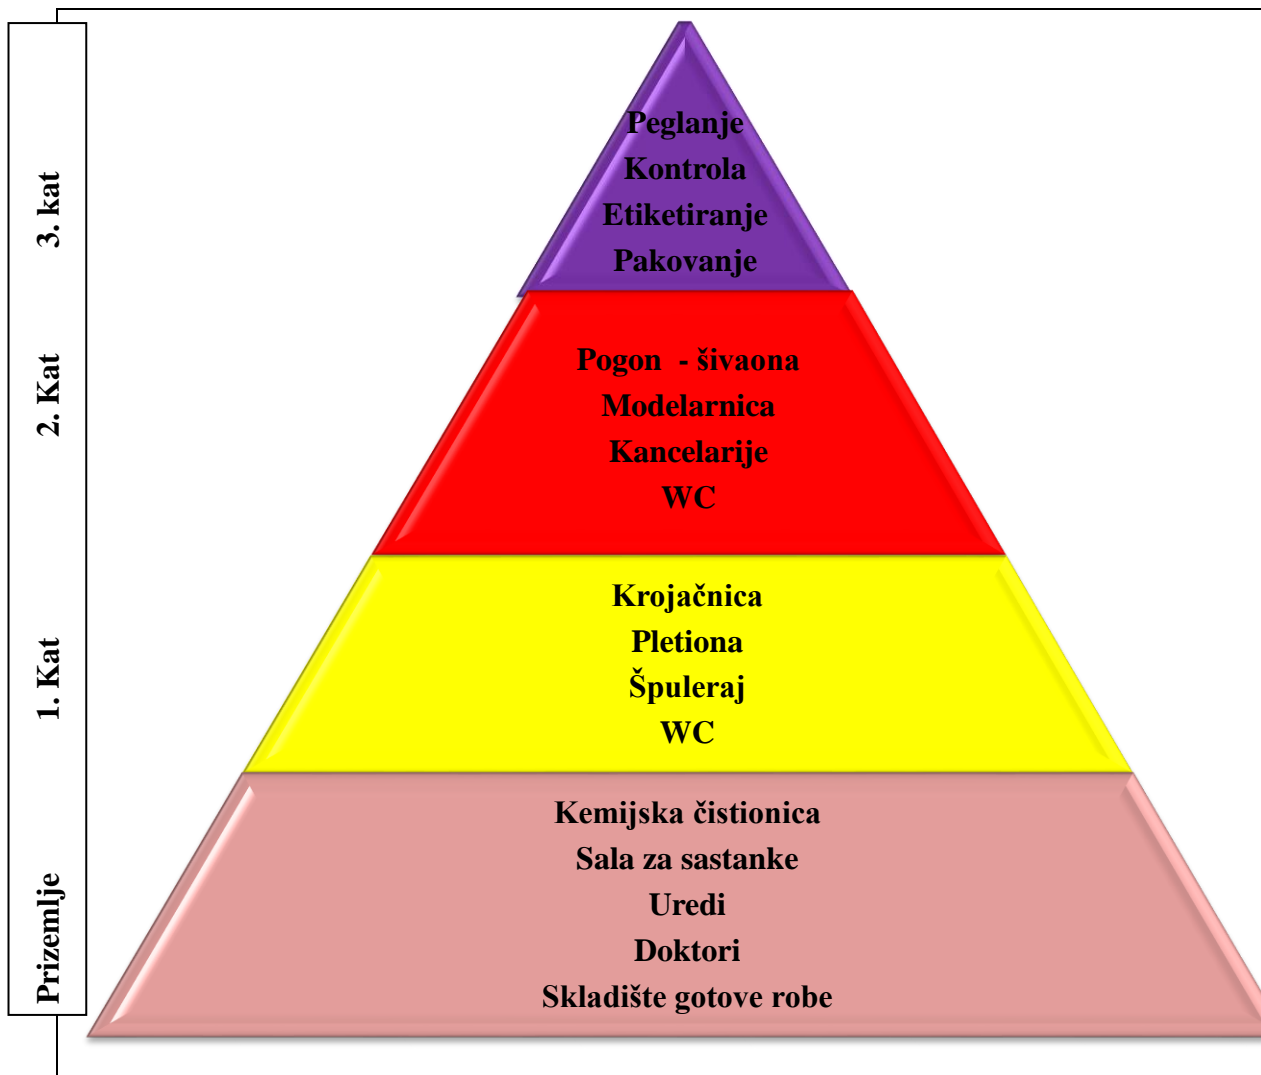 3. kat
Peglanje
Kontrola
Etiketiranje
Pakovanje
2. Kat
Pogon  - šivaona
Modelarnica
Kancelarije
WC
1. Kat
Krojačnica
Pletiona
Špuleraj
WC
Prizemlje
Kemijska čistionica
Sala za sastanke
Uredi
Doktori
Skladište gotove robe